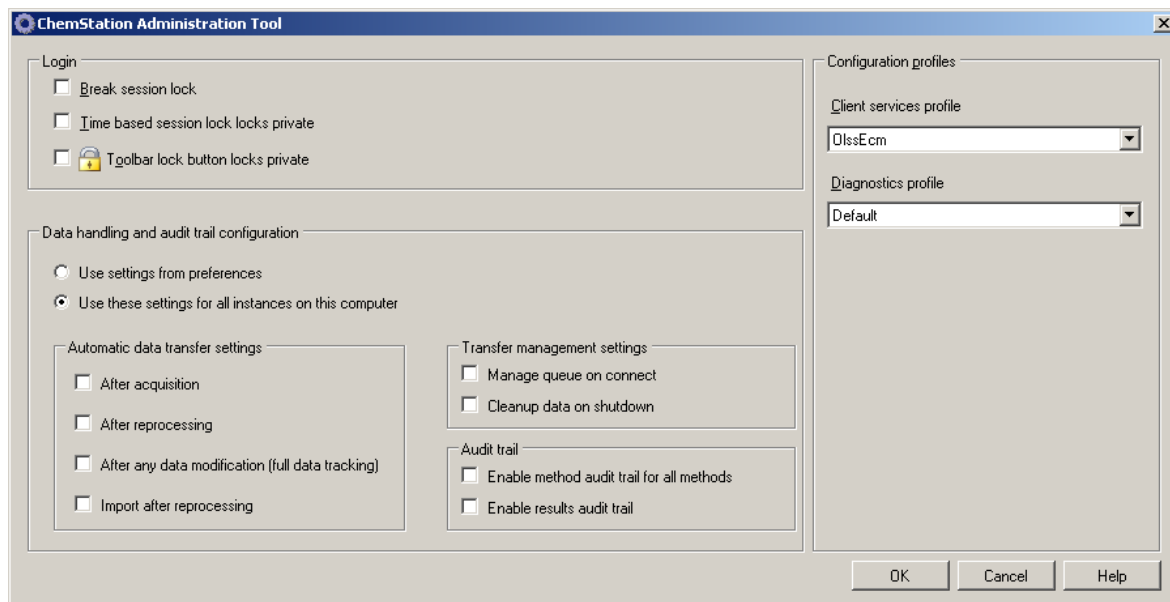 ChemStation Administration Tool
Login
Break session lock
Time based session lock locks private
Toolbar lock button locks private
Data handling and audit trail configuration
Use settings from preferences
Use these settings for all instances on this computer
Automatic data transfer settings
After acquisition
After reprocessing
After any data modification (full data tracking)
Import after reprocessing
Transfer management settings
Manage queue on connect
Cleanup data on shutdown
Audit trail
Enable method audit trail for all methods
Enable results audit trail
Configuration profiles
Client services profile
OlssEcm
Diagnostics profile
Default
OK Cancel Help